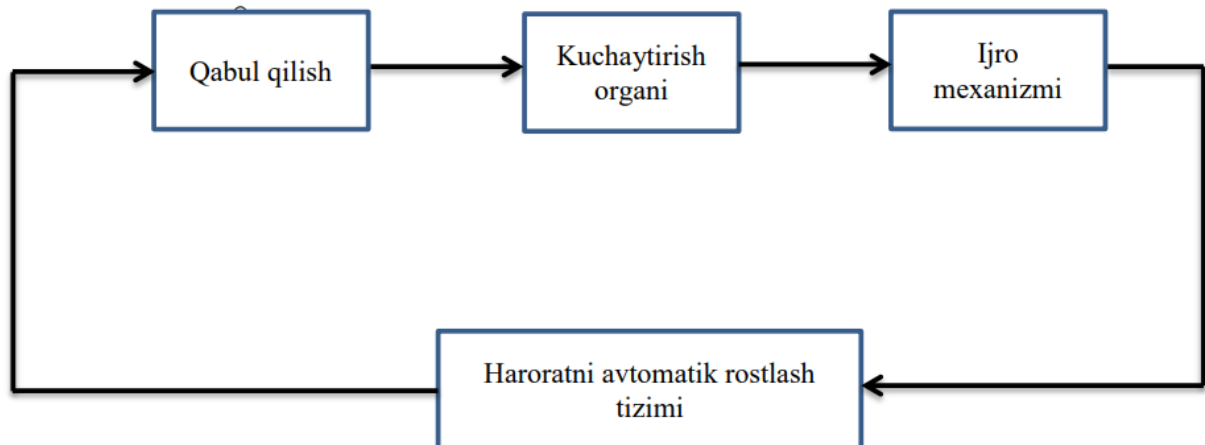 Qabul qilish
Kuchaytirish
organi
Ijro
mexanizmi
Haroratni avtomatik rostlash
tizimi